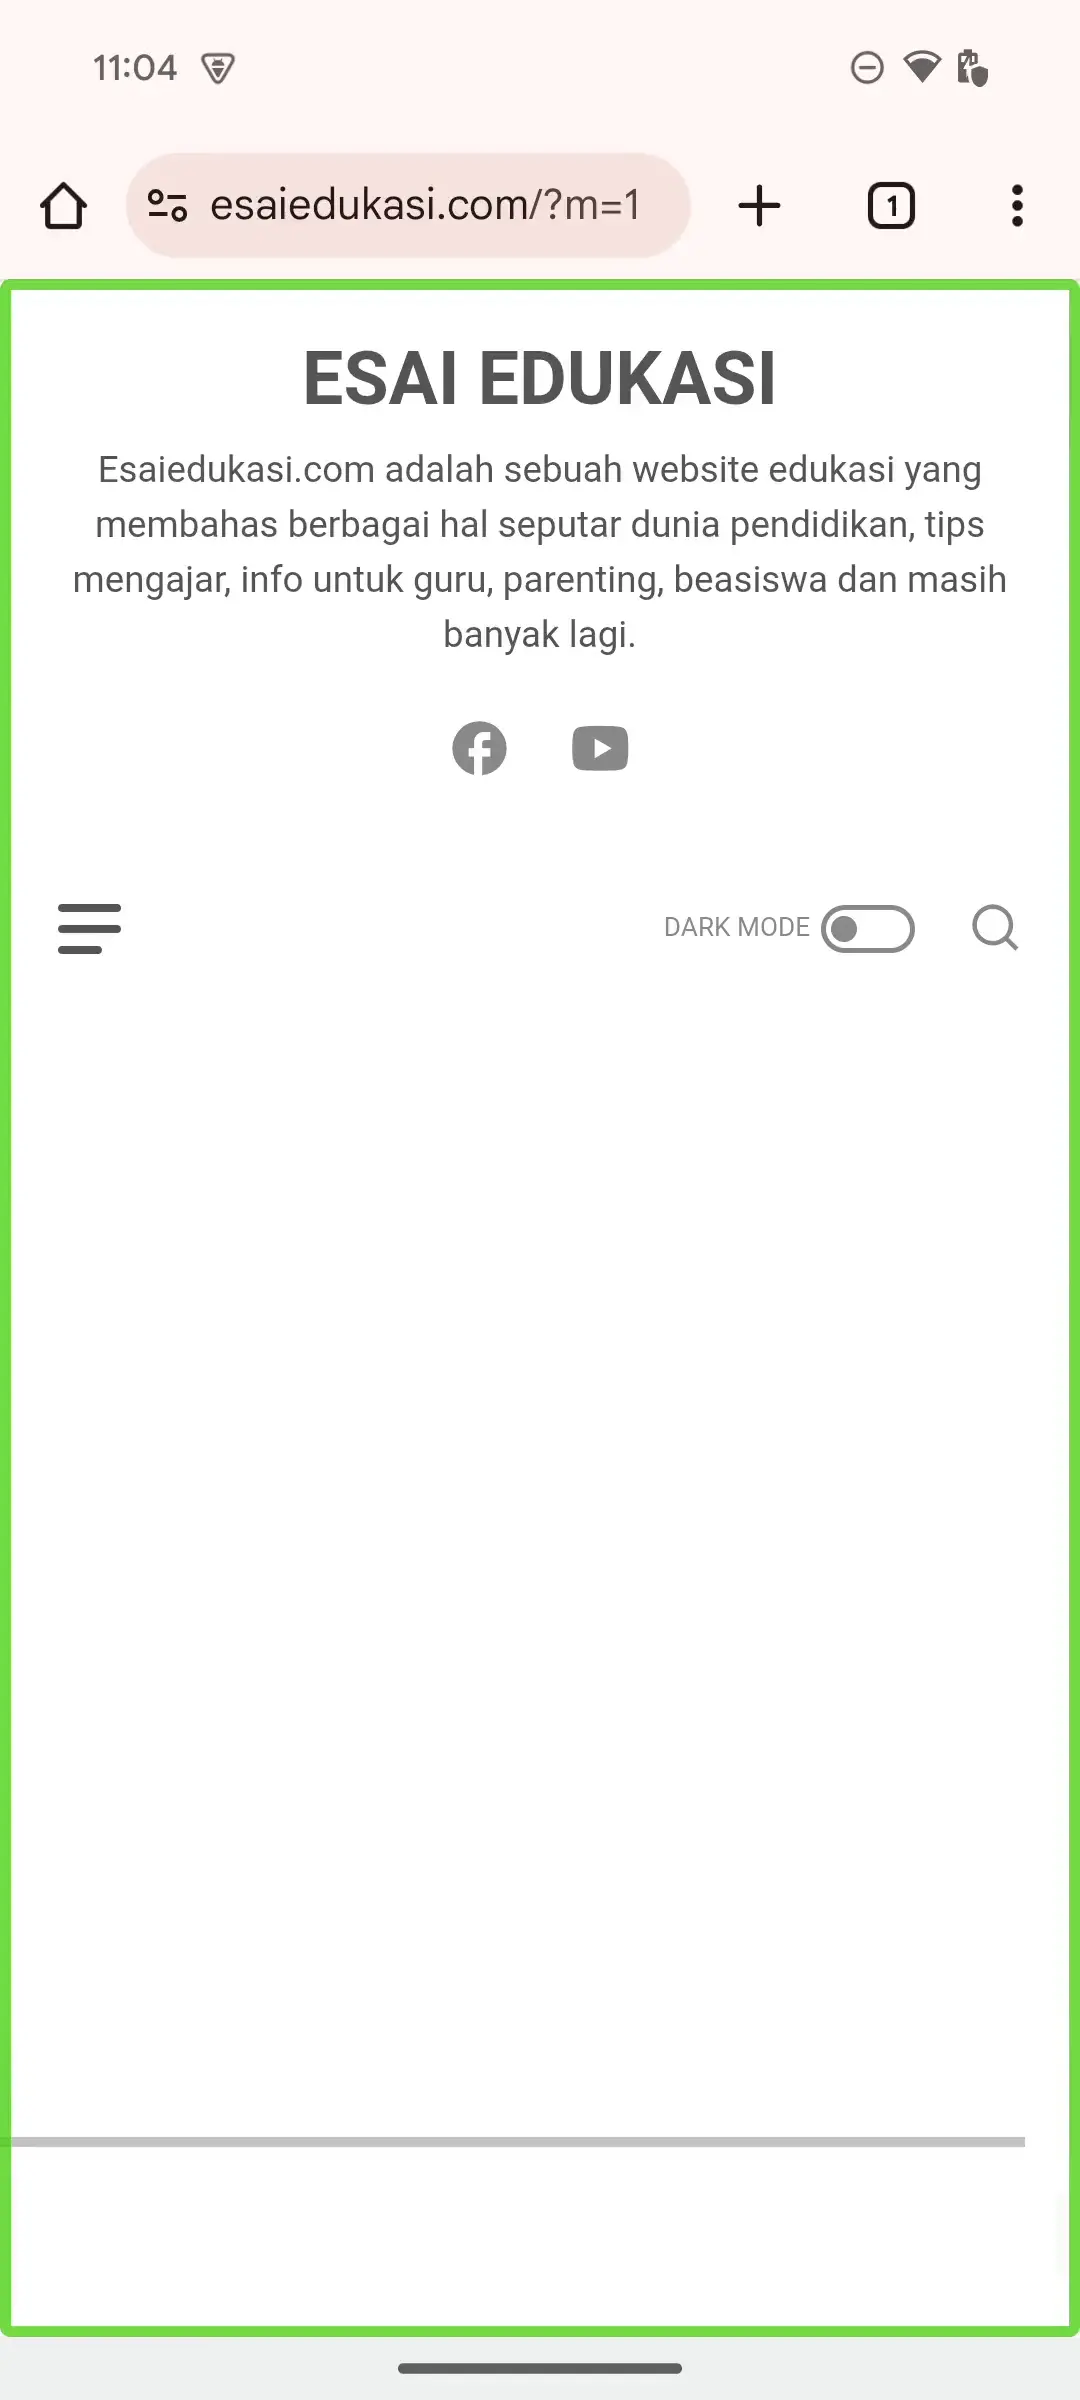 11:04
esaiedukasi.com/?m=1
1
ESAI EDUKASI
Esaiedukasi.com adalah sebuah website edukasi yang
membahas berbagai hal seputar dunia pendidikan, tips
mengajar, info untuk guru, parenting, beasiswa dan masih
banyak lagi.
DARK MODE